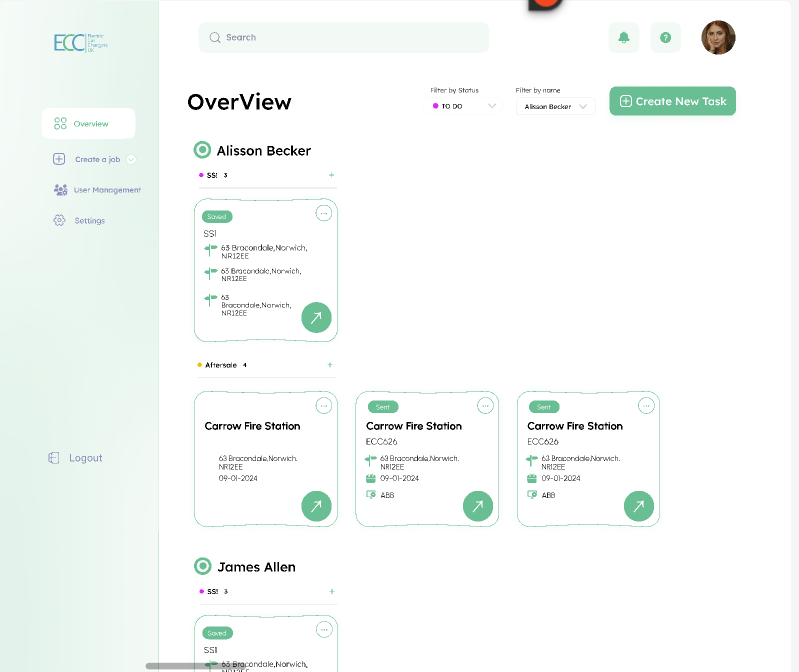 ECC
Electric
Car
Chargers
UK
Search
Overview
Create a job
User Management
Settings
Logout
OverView
Filter by Status
TO DO
Filter by name
Alisson Becker
Create New Task
Alisson Becker
SS! 3
Saved
SS1
63 Bracondale,Norwich,
NR12EE
63 Bracondale,Norwich,
NR12EE
63
Bracondale,Norwich,
NR12EE
Aftersale 4
Carrow Fire Station
63 Bracondale,Norwich.
NR12EE
09-01-2024
Sent
Carrow Fire Station
ECC626
63 Bracondale,Norwich.
NR12EE
09-01-2024
ABB
Sent
Carrow Fire Station
ECC626
63 Bracondale,Norwich.
NR12EE
09-01-2024
ABB
James Allen
SS! 3
Saved
SS1
63 Bracondale,Norwich,
NR12EE